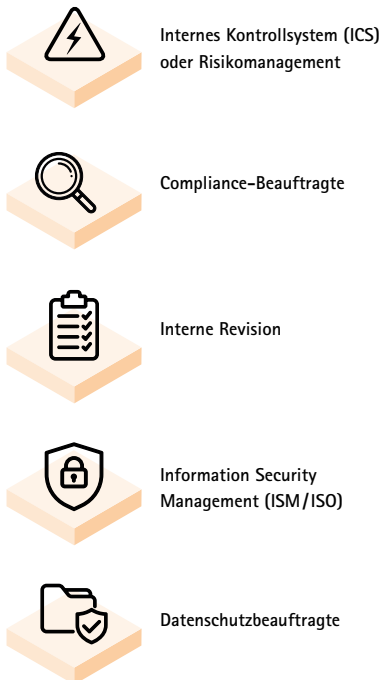 Internes Kontrollsystem (ICS)
oder Risikomanagement
Compliance-Beauftragte
Interne Revision
Information Security
Management (ISM/ISO)
Datenschutzbeauftragte